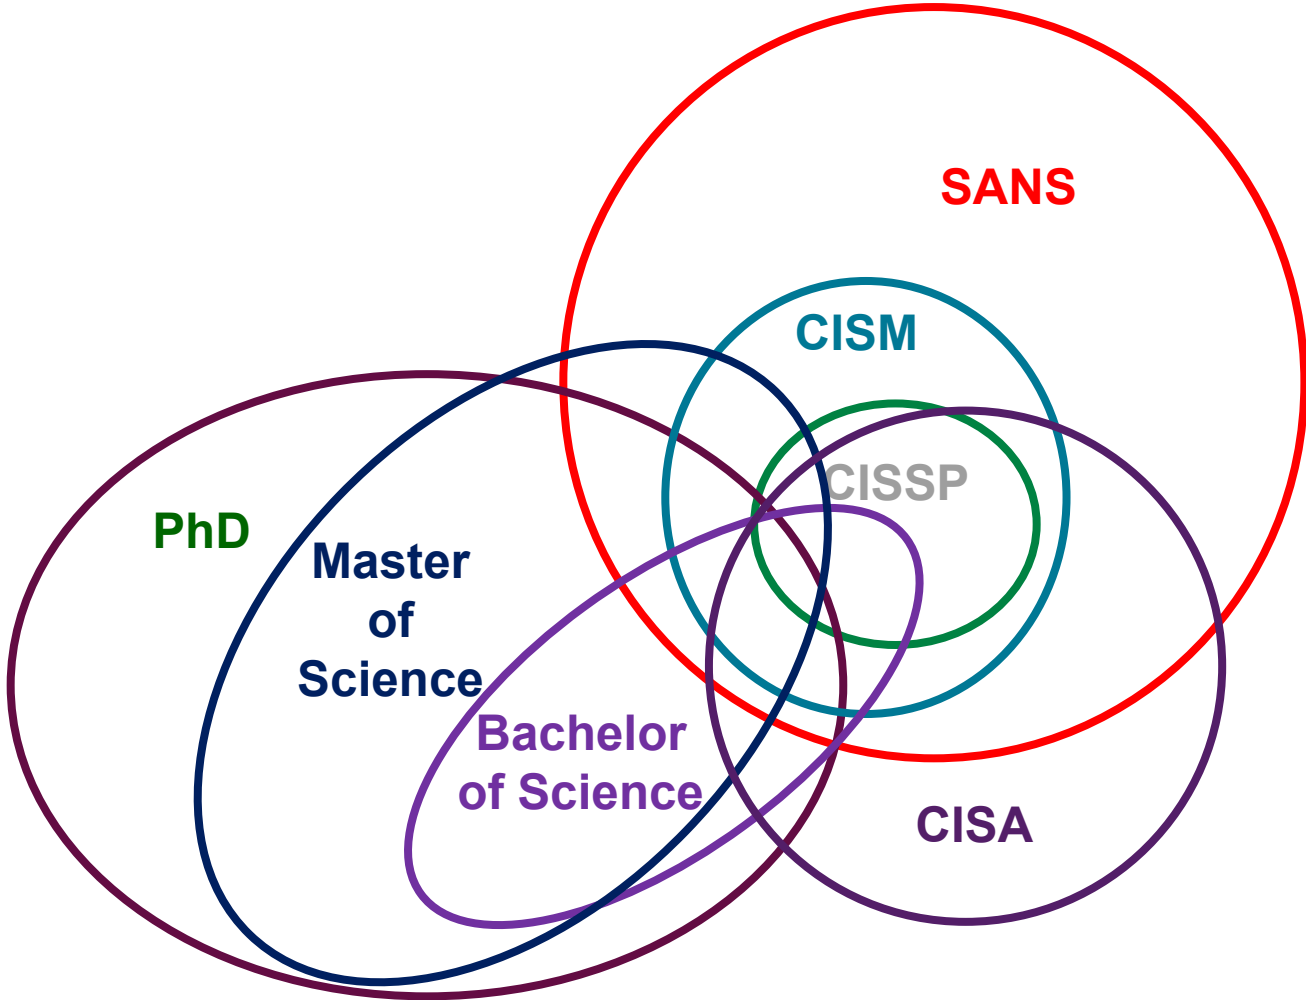 SANS
CISM
CISSP
PhD
Master
of
Science
Bachelor
of Science
CISA